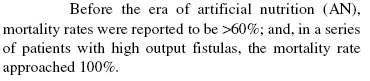 Before the era of artificial nutrition (AN),
mortality rates were reported to be >60%; and, in a series
of patients with high output fistulas, the mortality rate
approached 100%.